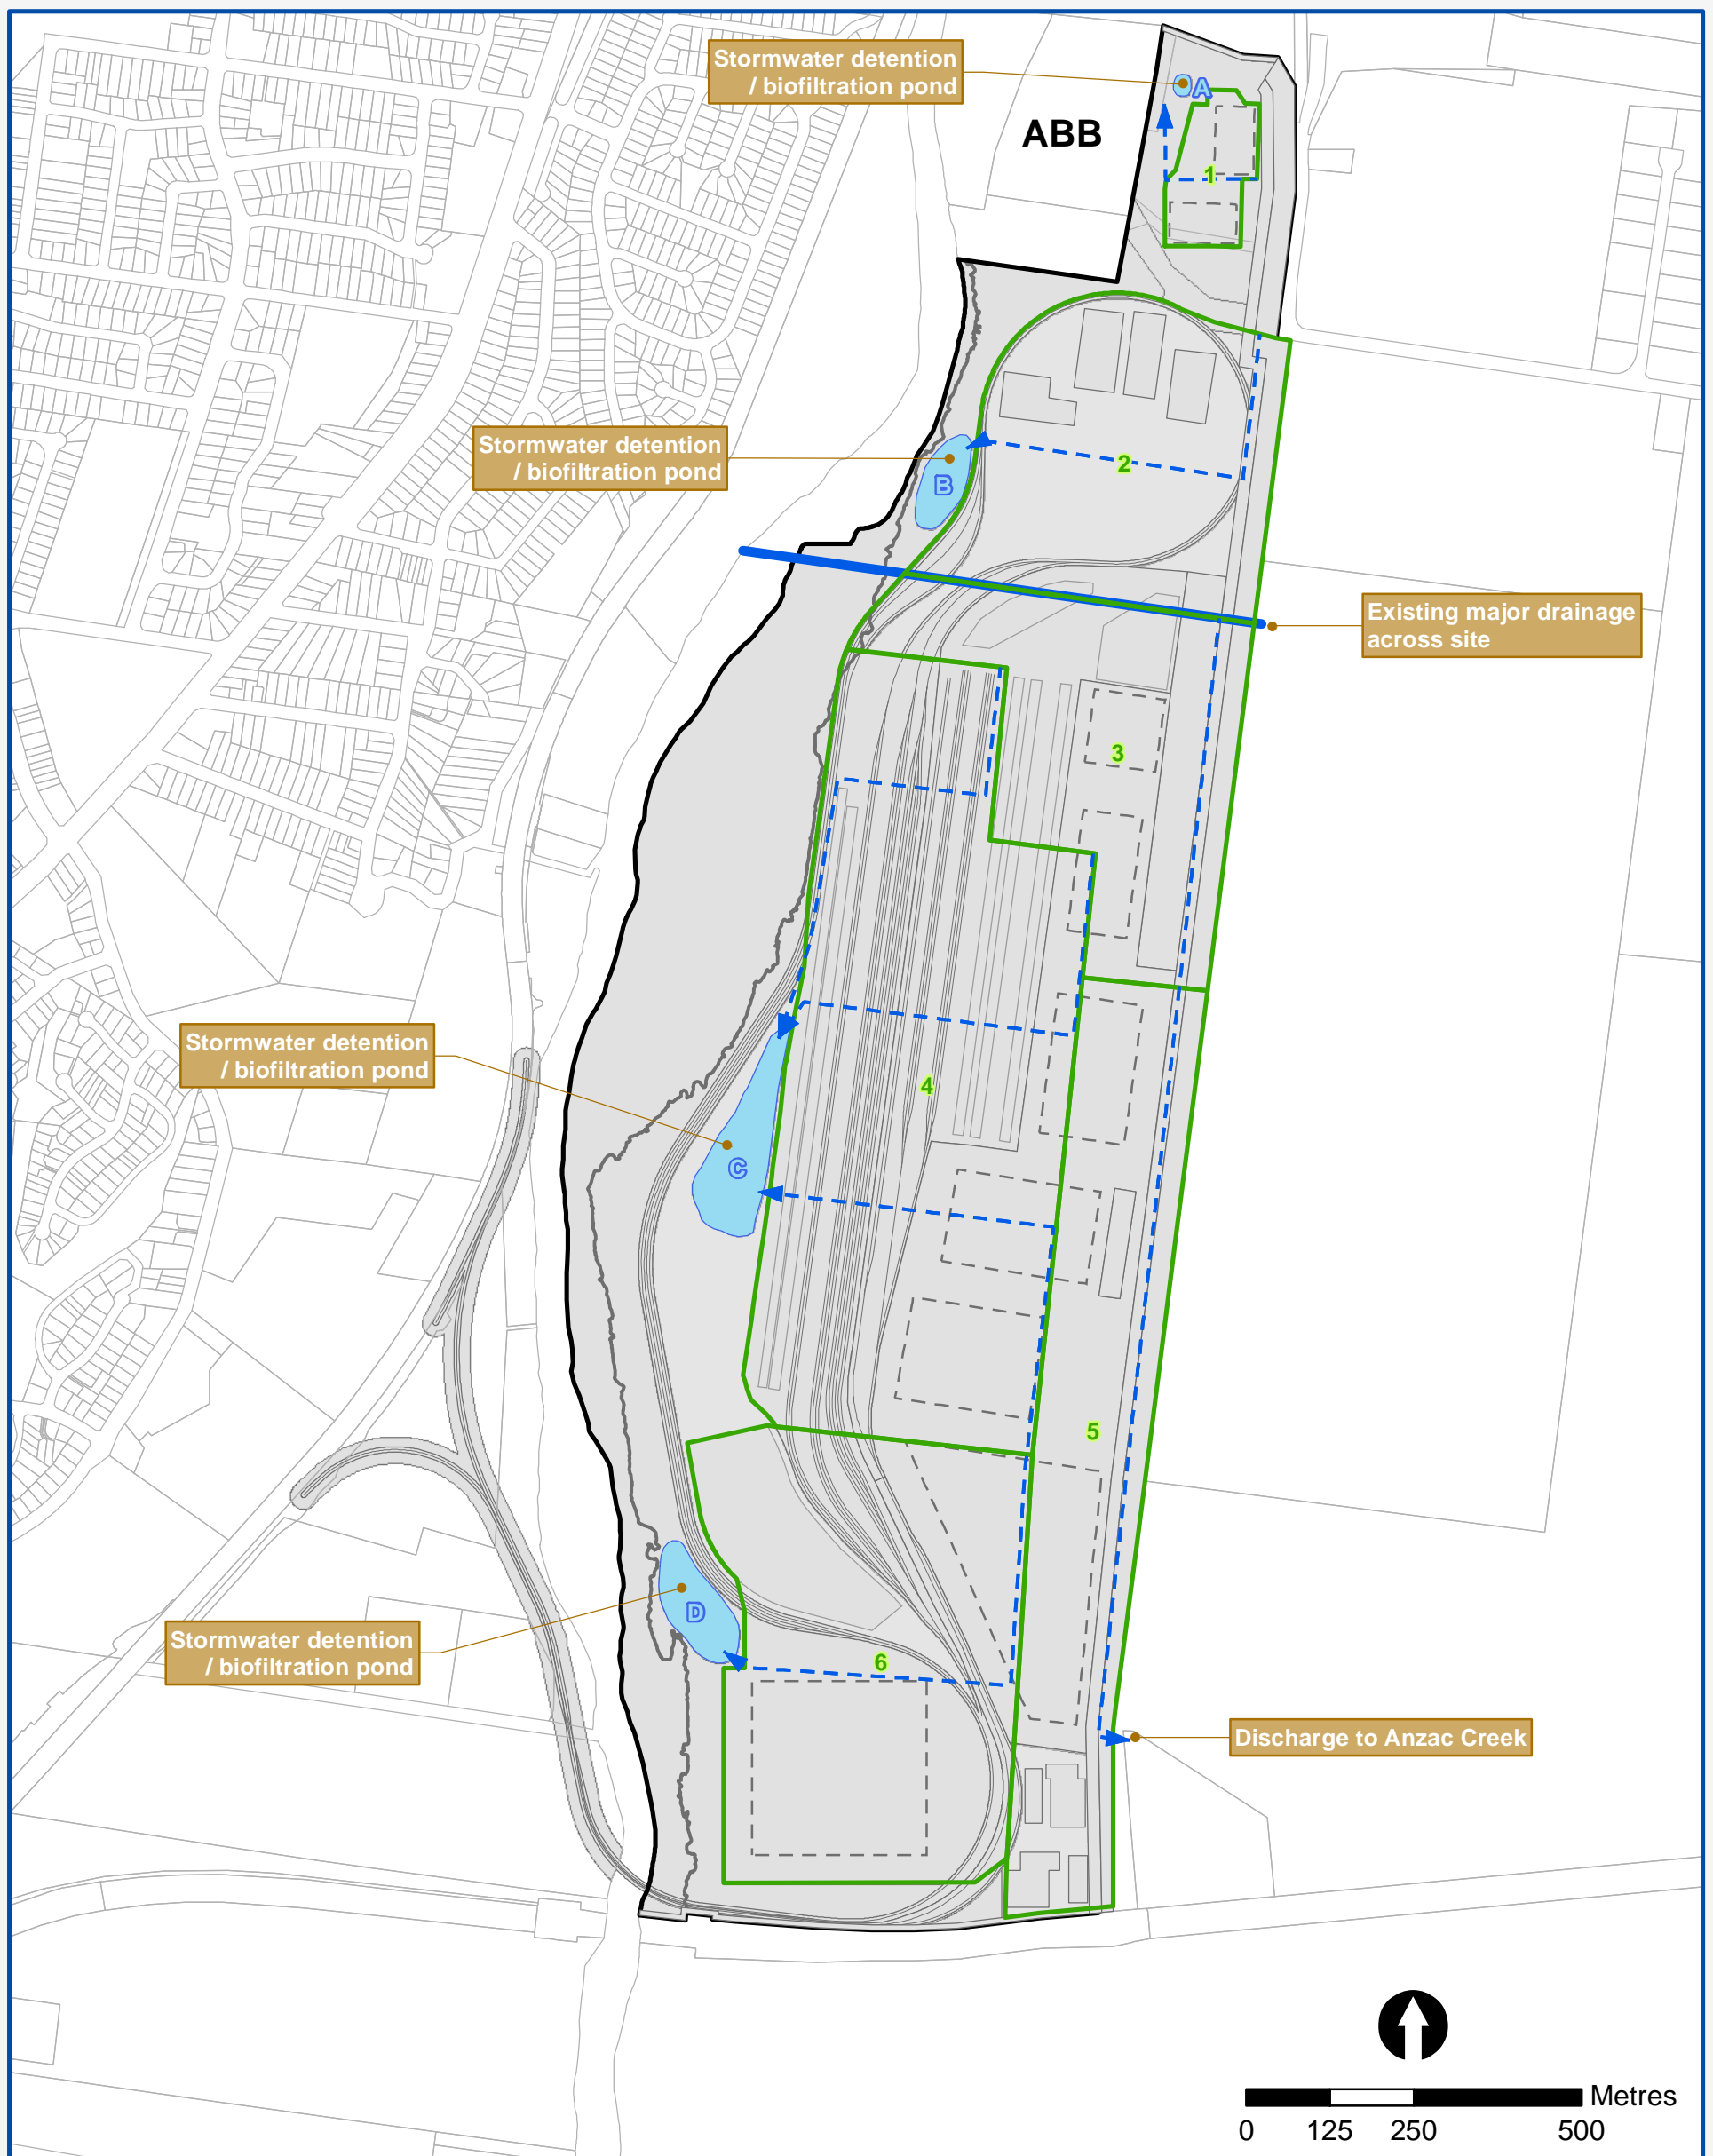 Stormwater detention
/ biofiltration pond
A
ABB
1
Stormwater detention
/ biofiltration pond
2
B
Existing major drainage
across site
3
Stormwater detention
/ biofiltration pond
4
C
5
Stormwater detention
/ biofiltration pond
D
6
Discharge to Anzac Creek
Metres
0 125 250 500